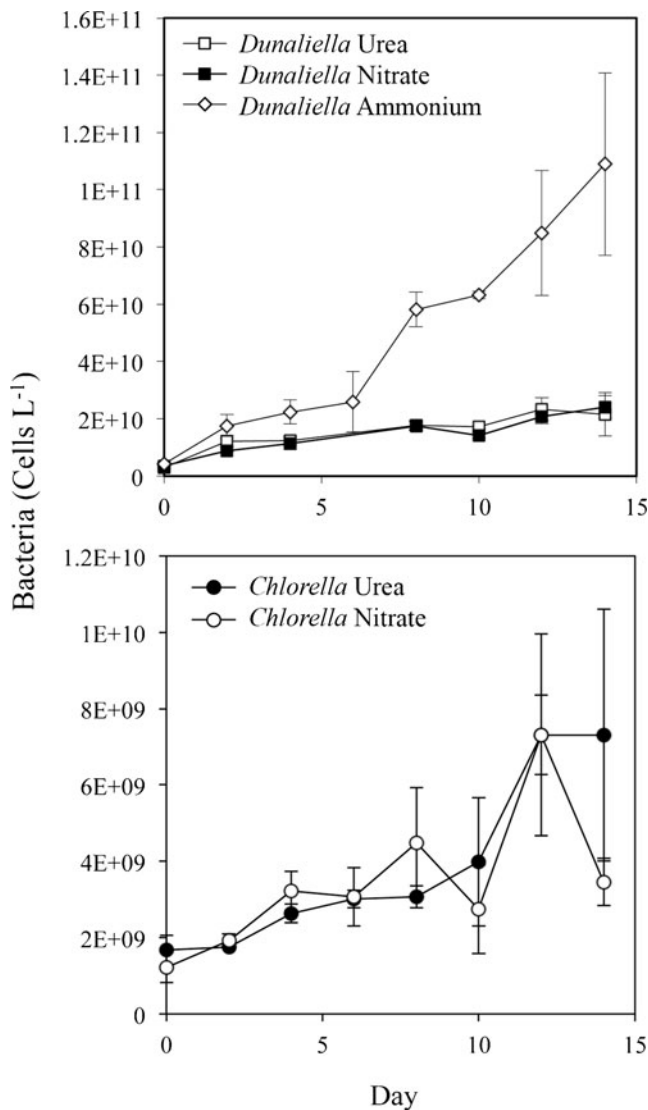 Bacteria (Cells L⁻¹)
1.6E+11
1.4E+11
1.2E+11
1E+11
8E+10
6E+10
4E+10
2E+10
0
Dunaliella Urea
Dunaliella Nitrate
Dunaliella Ammonium
0 5 10 15
1.2E+10
1E+10
8E+09
6E+09
4E+09
2E+09
0
Chlorella Urea
Chlorella Nitrate
0 5 10 15
Day